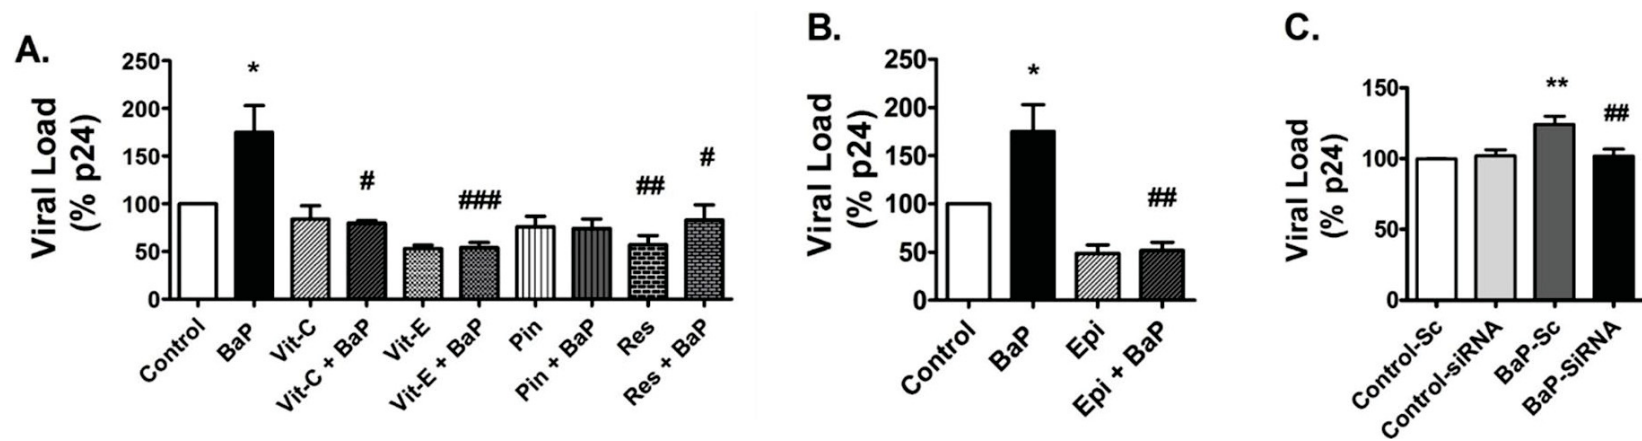 A.
Viral Load
(% p24)
250
200
150
100
50
0
*
#
###
##
#
Control
BaP
Vit-C
Vit-C + BaP
Vit-E
Vit-E + BaP
Pin
Pin + BaP
Res
Res + BaP
B.
Viral Load
(% p24)
250
200
150
100
50
0
*
##
Control
BaP
Epi
Epi + BaP
C.
Viral Load
(% p24)
150
100
50
0
**
##
Control-Sc
Control-siRNA
BaP-Sc
BaP-SiRNA